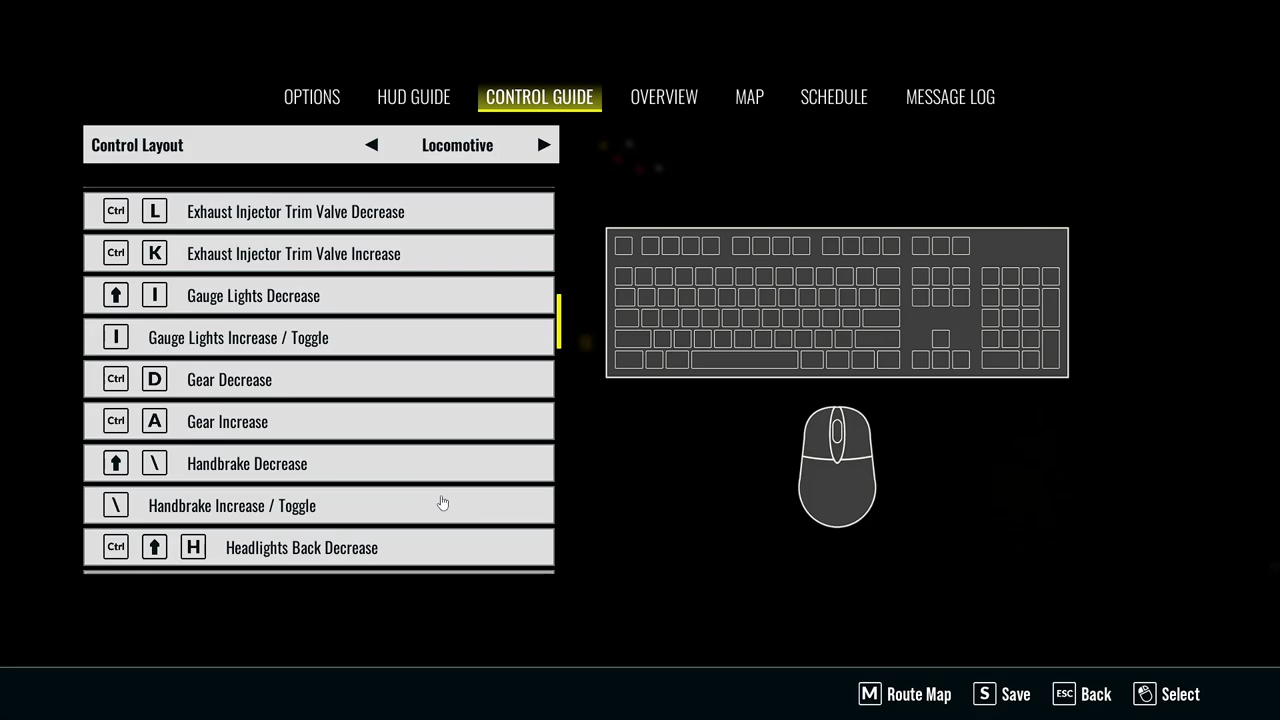 OPTIONS HUD GUIDE CONTROL GUIDE OVERVIEW MAP SCHEDULE MESSAGE LOG
Control Layout ◀ Locomotive ▶
Ctrl L Exhaust Injector Trim Valve Decrease
Ctrl K Exhaust Injector Trim Valve Increase
⬆ I Gauge Lights Decrease
I Gauge Lights Increase / Toggle
Ctrl D Gear Decrease
Ctrl A Gear Increase
⬆ \ Handbrake Decrease
\ Handbrake Increase / Toggle
Ctrl ⬆ H Headlights Back Decrease
M Route Map S Save ESC Back Select